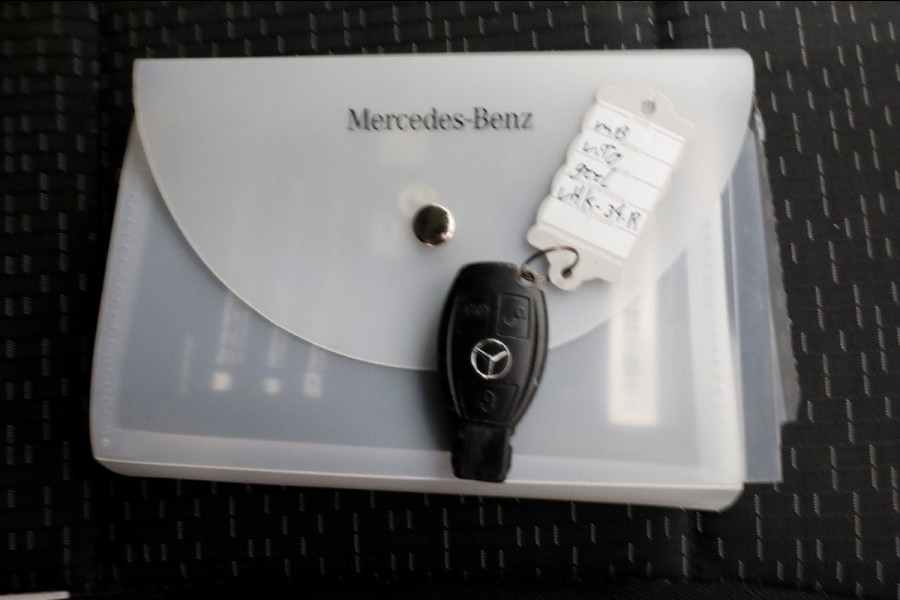 Mercedes-Benz
MB
vito
geel
VHK-34-R